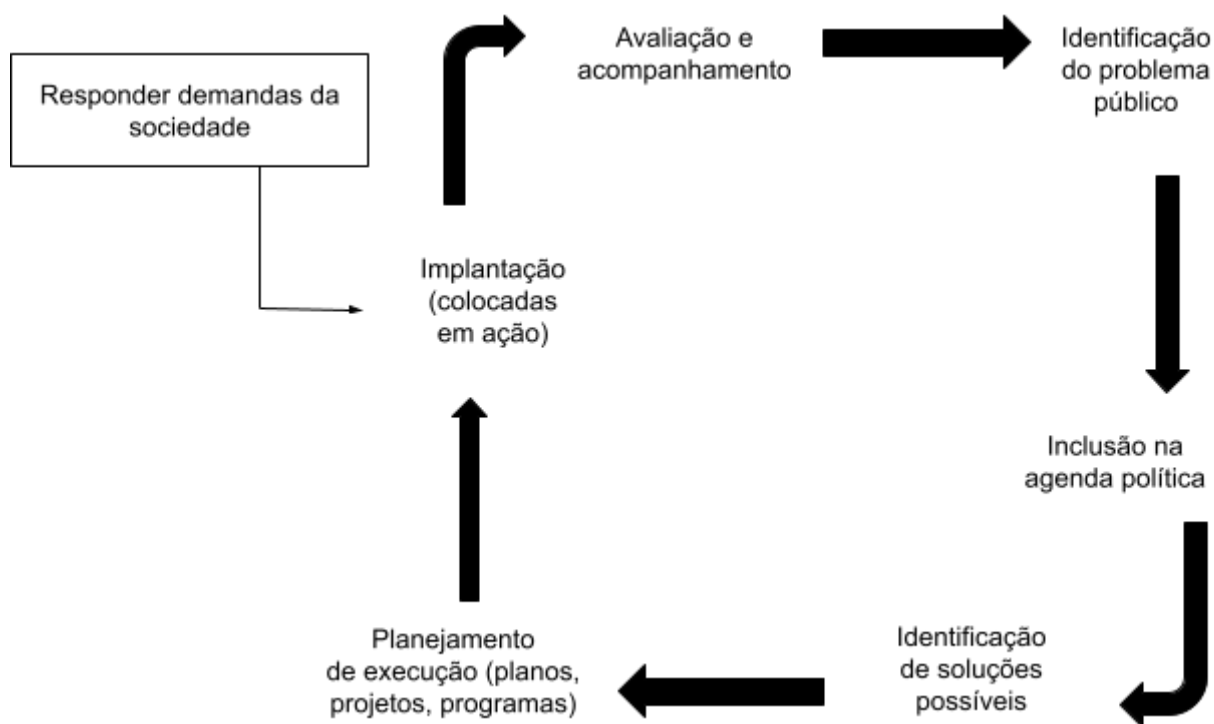 Avaliação e
acompanhamento
Identificação
do problema
público
Responder demandas da
sociedade
Implantação
(colocadas
em ação)
Inclusão na
agenda política
Planejamento
de execução (planos,
projetos, programas)
Identificação
de soluções
possíveis